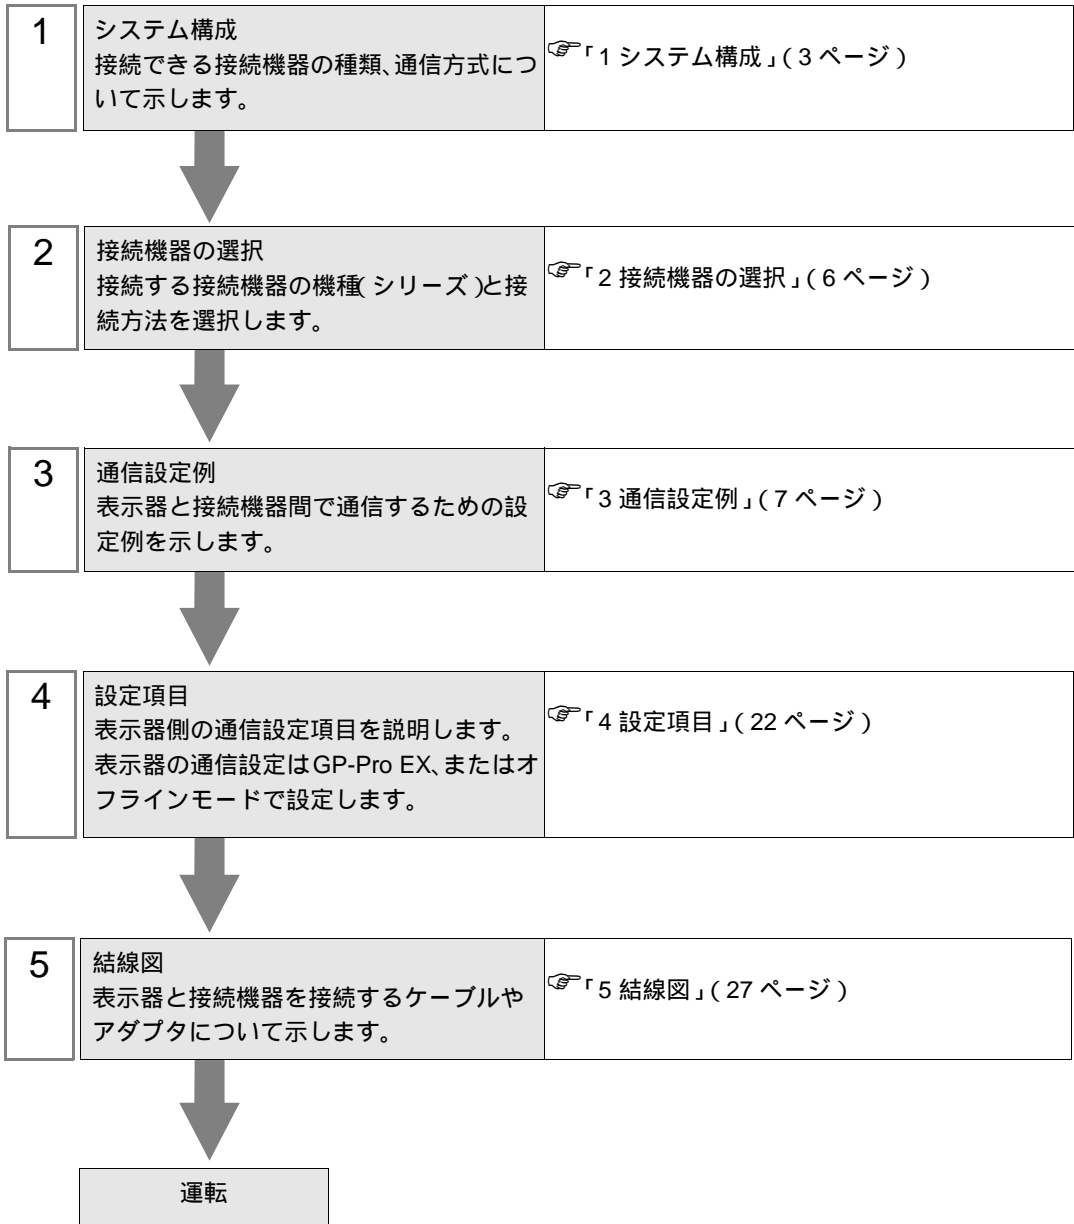 1
システム構成
接続できる接続機器の種類、通信方式につ
いて示します。
☞「1 システム構成」(3 ページ)
2
接続機器の選択
接続する接続機器の機種(シリーズ)と接
続方法を選択します。
☞「2 接続機器の選択」(6 ページ)
3
通信設定例
表示器と接続機器間で通信するための設
定例を示します。
☞「3 通信設定例」(7 ページ)
4
設定項目
表示器側の通信設定項目を説明します。
表示器の通信設定はGP-Pro EX、またはオ
フラインモードで設定します。
☞「4 設定項目」(22 ページ)
5
結線図
表示器と接続機器を接続するケーブルや
アダプタについて示します。
☞「5 結線図」(27 ページ)
運転